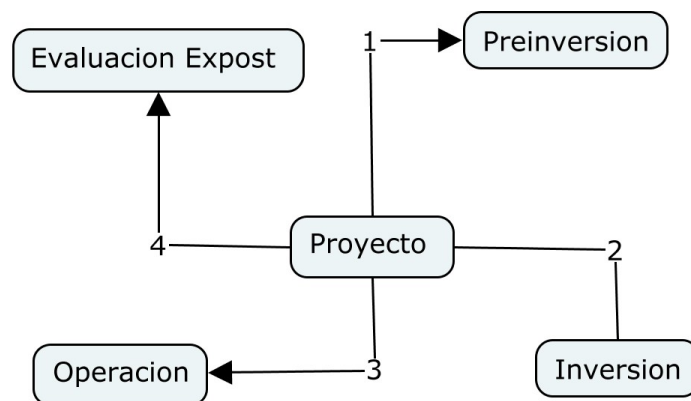 1
Preinversion
Evaluacion Expost
Proyecto
4
2
Operacion
3
Inversion